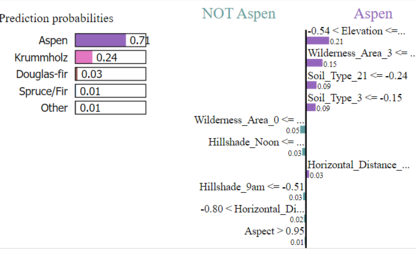 Prediction probabilities
Aspen 0.71
Krummholz 0.24
Douglas-fir 0.03
Spruce/Fir 0.01
Other 0.01
NOT Aspen
Aspen
-0.54 < Elevation <=...
0.21
Wilderness_Area_3 <= ...
0.15
Soil_Type_21 <= -0.24
0.09
Soil_Type_3 <= -0.15
0.09
Wilderness_Area_0 <= ...
0.05
Hillshade_Noon <= ...
0.03
Horizontal_Distance_...
0.03
Hillshade_9am <= -0.51
0.03
-0.80 < Horizontal_Di...
0.02
Aspect > 0.95
0.01